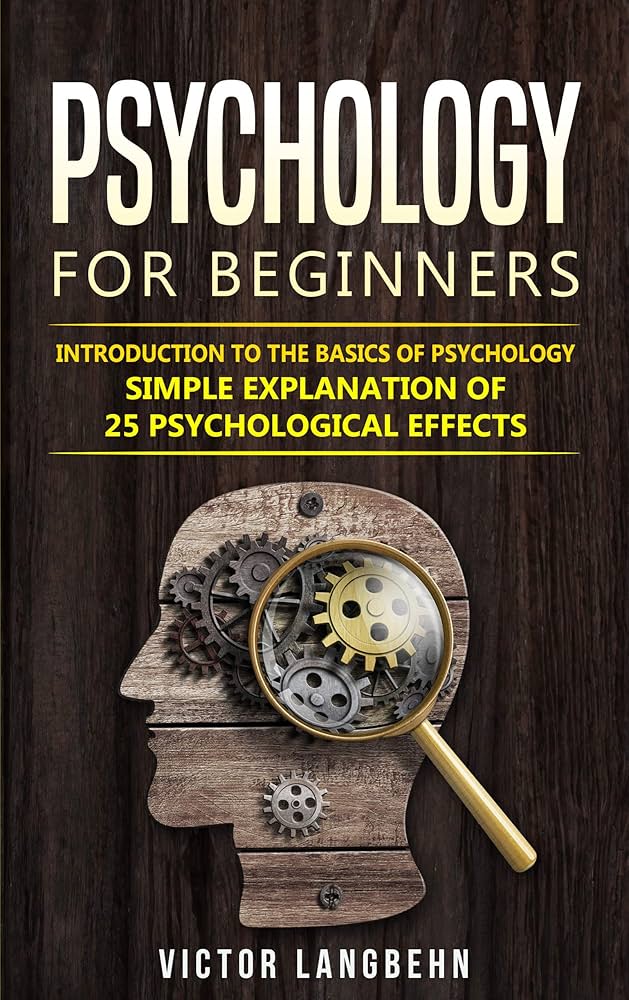 PSYCHOLOGY
FOR BEGINNERS
INTRODUCTION TO THE BASICS OF PSYCHOLOGY
SIMPLE EXPLANATION OF
25 PSYCHOLOGICAL EFFECTS
VICTOR LANGBEHN